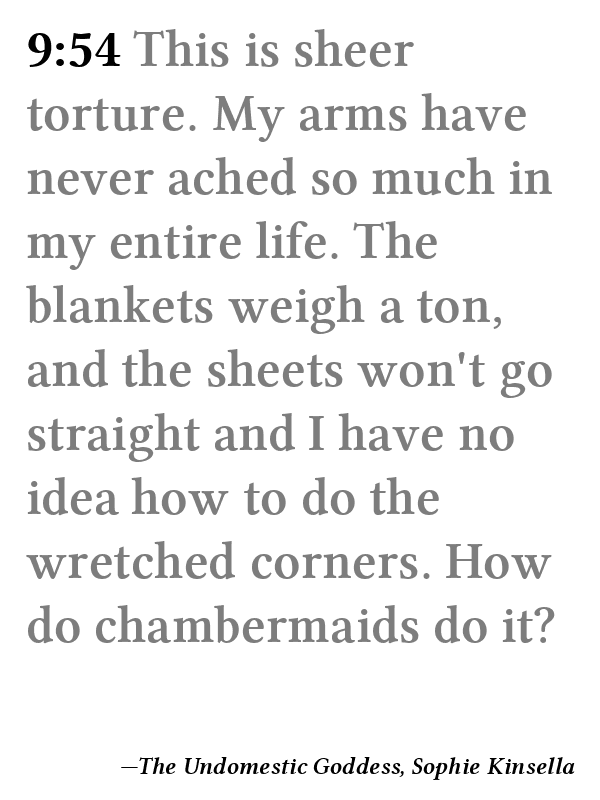 9:54 This is sheer
torture. My arms have
never ached so much in
my entire life. The
blankets weigh a ton,
and the sheets won't go
straight and I have no
idea how to do the
wretched corners. How
do chambermaids do it?
—The Undomestic Goddess, Sophie Kinsella